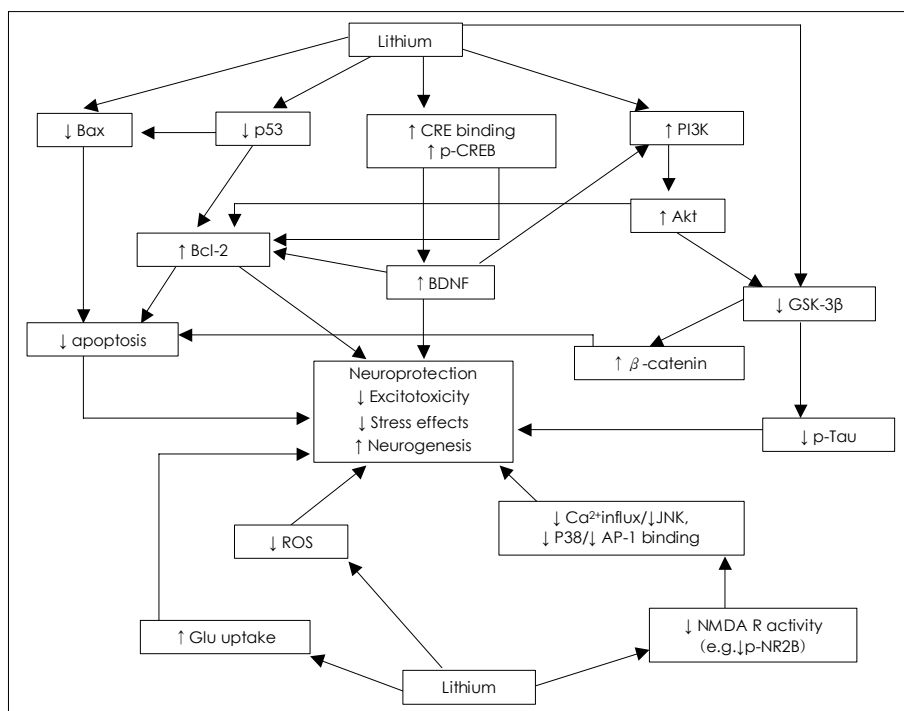 Lithium
↓ Bax
↓ p53
↑ CRE binding
↑ p-CREB
↑ PI3K
↑ Akt
↑ Bcl-2
↑ BDNF
↓ GSK-3β
↓ apoptosis
↑ β-catenin
Neuroprotection
↓ Excitotoxicity
↓ Stress effects
↑ Neurogenesis
↓ p-Tau
↓ Ca²⁺influx/↓JNK,
↓ P38/↓ AP-1 binding
↓ ROS
↑ Glu uptake
↓ NMDA R activity
(e.g.↓p-NR2B)
Lithium